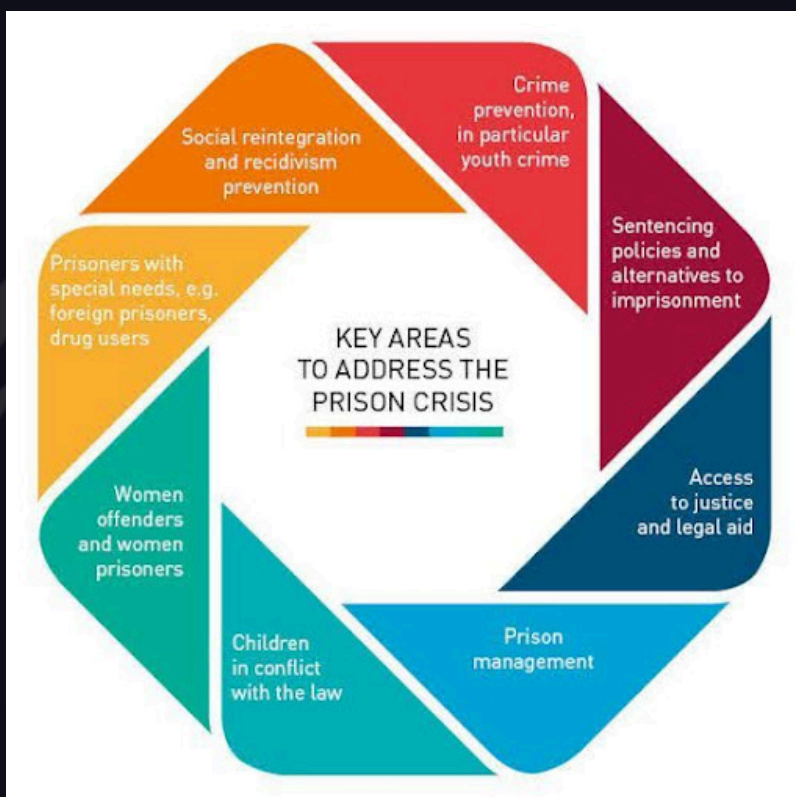 KEY AREAS
TO ADDRESS THE
PRISON CRISIS
Crime
prevention,
in particular
youth crime
Sentencing
policies and
alternatives to
imprisonment
Access
to justice
and legal aid
Prison
management
Children
in conflict
with the law
Women
offenders
and women
prisoners
Prisoners with
special needs, e.g.
foreign prisoners,
drug users
Social reintegration
and recidivism
prevention